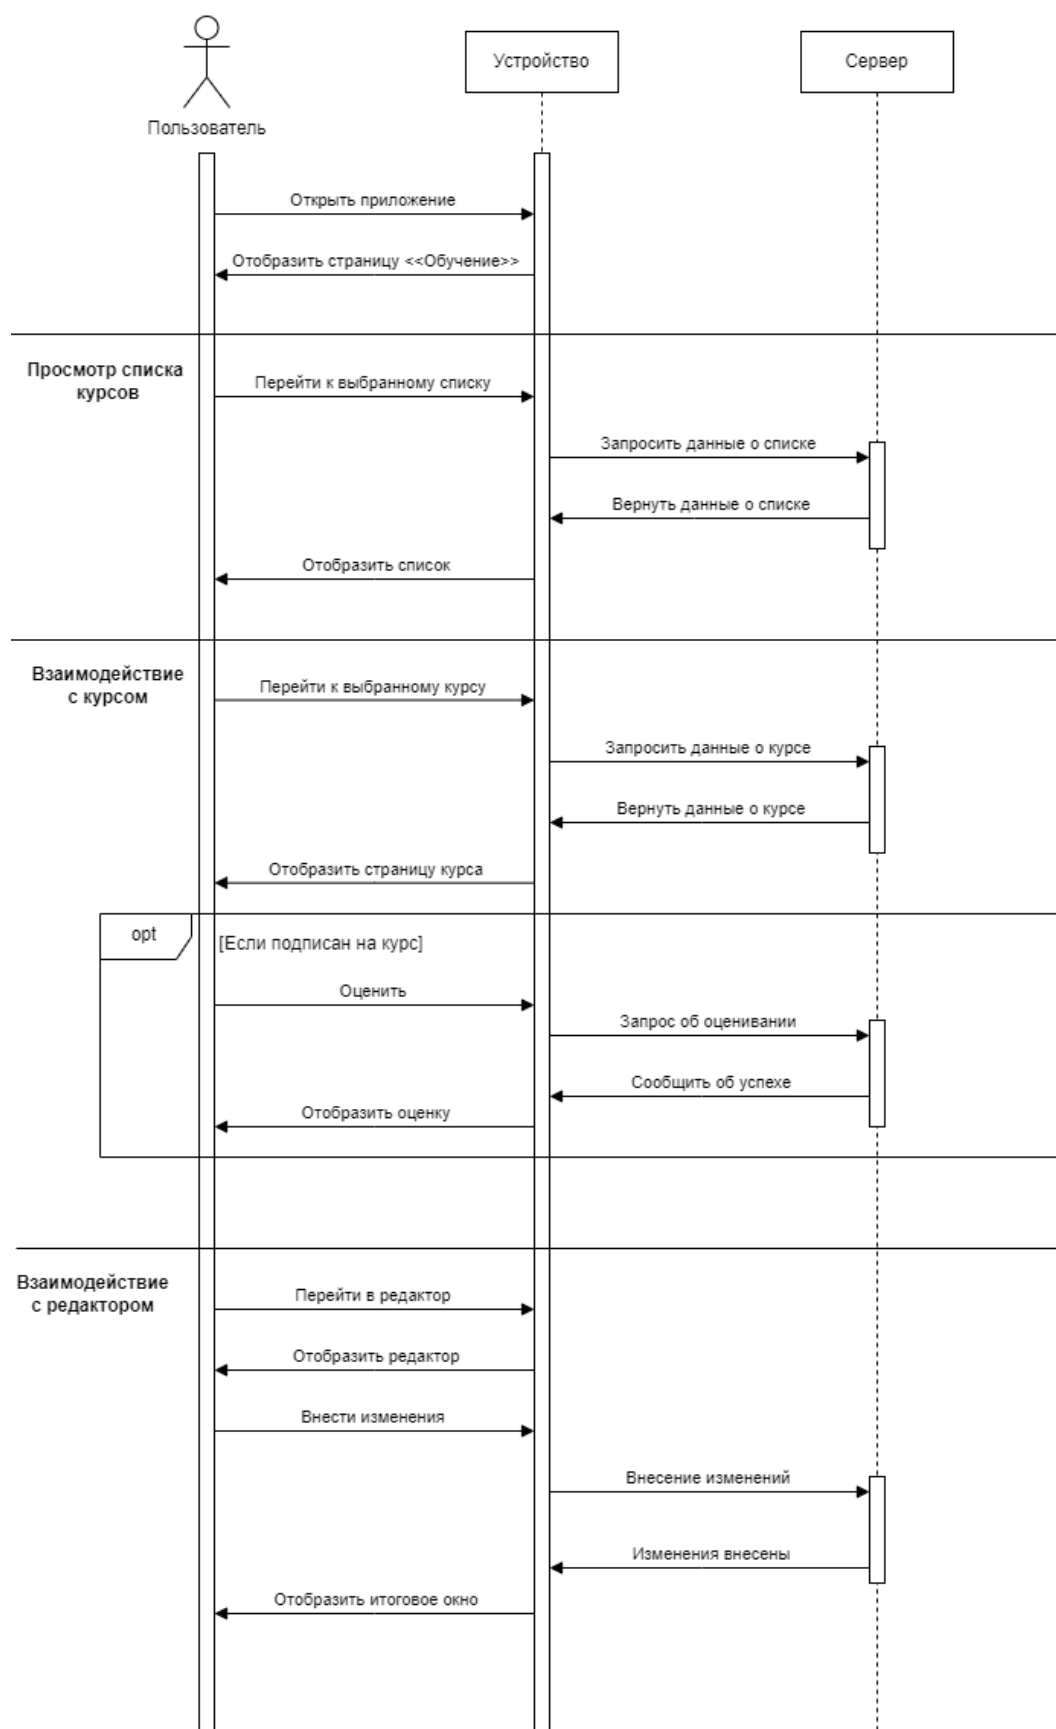 Пользователь
Устройство
Сервер
Открыть приложение
Отобразить страницу <<Обучение>>
Просмотр списка
курсов
Перейти к выбранному списку
Запросить данные о списке
Вернуть данные о списке
Отобразить список
Взаимодействие
с курсом
Перейти к выбранному курсу
Запросить данные о курсе
Вернуть данные о курсе
Отобразить страницу курса
opt
[Если подписан на курс]
Оценить
Запрос об оценивании
Сообщить об успехе
Отобразить оценку
Взаимодействие
с редактором
Перейти в редактор
Отобразить редактор
Внести изменения
Внесение изменений
Изменения внесены
Отобразить итоговое окно